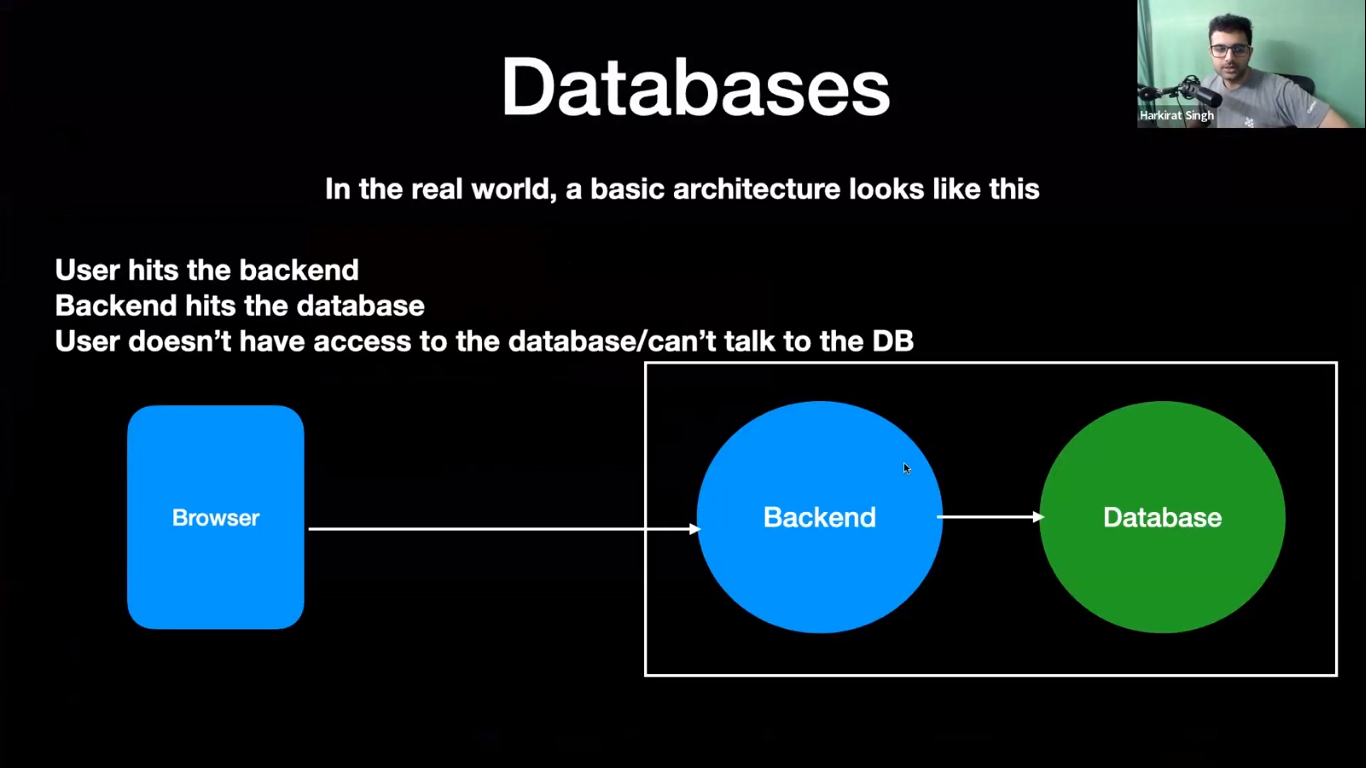 Databases
Harkirat Singh
In the real world, a basic architecture looks like this
User hits the backend
Backend hits the database
User doesn’t have access to the database/can’t talk to the DB
Browser
Backend
Database